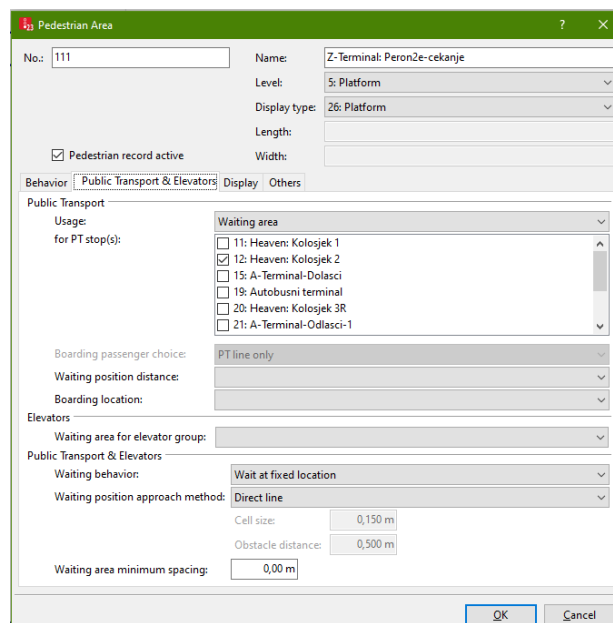 23 Pedestrian Area ? ×
No.: 111 Name: Z-Terminal: Peron2e-cekanje
Level: 5: Platform
Display type: 26: Platform
Length:
Pedestrian record active Width:
Behavior Public Transport & Elevators Display Others
Public Transport
Usage: Waiting area
for PT stop(s): 11: Heaven: Kolosjek 1
12: Heaven: Kolosjek 2
15: A-Terminal-Dolasci
19: Autobusni terminal
20: Heaven: Kolosjek 3R
21: A-Terminal-Odlasci-1
Boarding passenger choice: PT line only
Waiting position distance:
Boarding location:
Elevators
Waiting area for elevator group:
Public Transport & Elevators
Waiting behavior: Wait at fixed location
Waiting position approach method: Direct line
Cell size: 0,150 m
Obstacle distance: 0,500 m
Waiting area minimum spacing: 0,00 m
OK Cancel